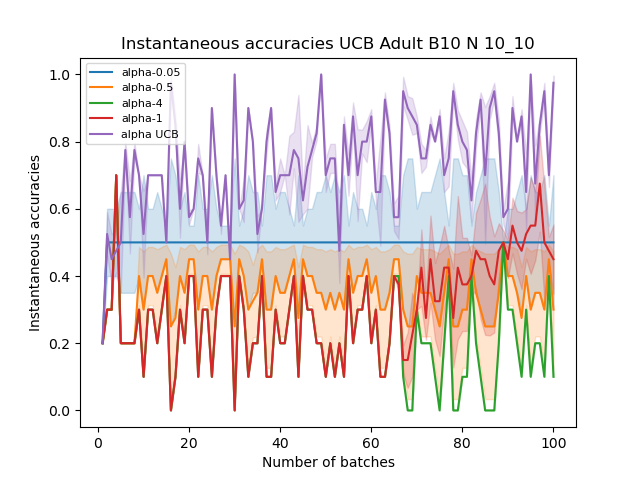 Instantaneous accuracies UCB Adult B10 N 10_10
alpha-0.05
alpha-0.5
alpha-4
alpha-1
alpha UCB
Instantaneous accuracies
1.0
0.8
0.6
0.4
0.2
0.0
0 20 40 60 80 100
Number of batches